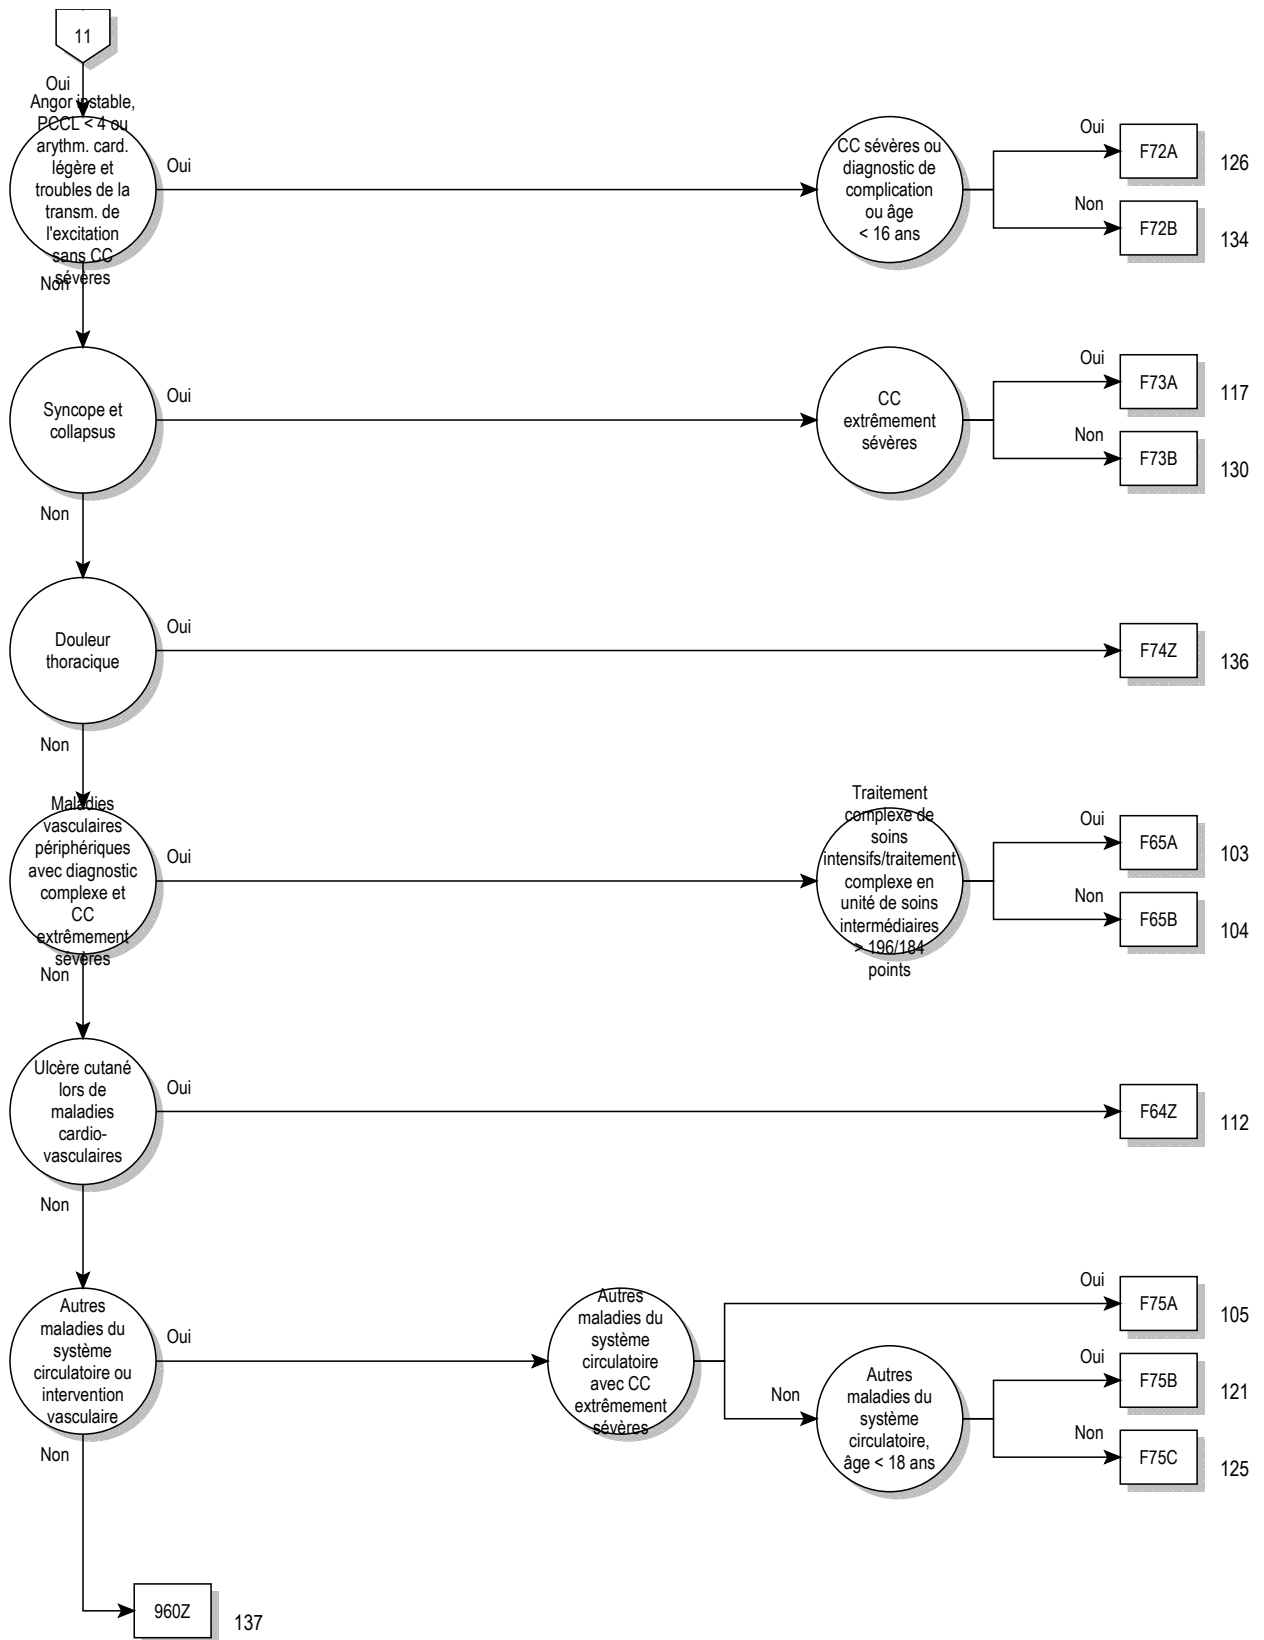 11
Oui
Angor instable,
PCCL < 4 ou
arythm. card.
légère et
troubles de la
transm. de
l'excitation
sans CC
sévères
Oui
Non
CC sévères ou
diagnostic de
complication
ou âge
< 16 ans
Oui
F72A
126
Non
F72B
134
Syncope et
collapsus
Oui
Non
CC
extrêmement
sévères
Oui
F73A
117
Non
F73B
130
Douleur
thoracique
Oui
Non
F74Z
136
Maladies
vasculaires
périphériques
avec diagnostic
complexe et
CC
extrêmement
sévères
Oui
Non
Traitement
complexe de
soins
intensifs/traitement
complexe en
unité de soins
intermédiaires
> 196/184
points
Oui
F65A
103
Non
F65B
104
Ulcère cutané
lors de
maladies
cardio-
vasculaires
Oui
Non
F64Z
112
Autres
maladies du
système
circulatoire ou
intervention
vasculaire
Oui
Non
Autres
maladies du
système
circulatoire
avec CC
extrêmement
sévères
Oui
F75A
105
Non
Autres
maladies du
système
circulatoire,
âge < 18 ans
Oui
F75B
121
Non
F75C
125
960Z
137